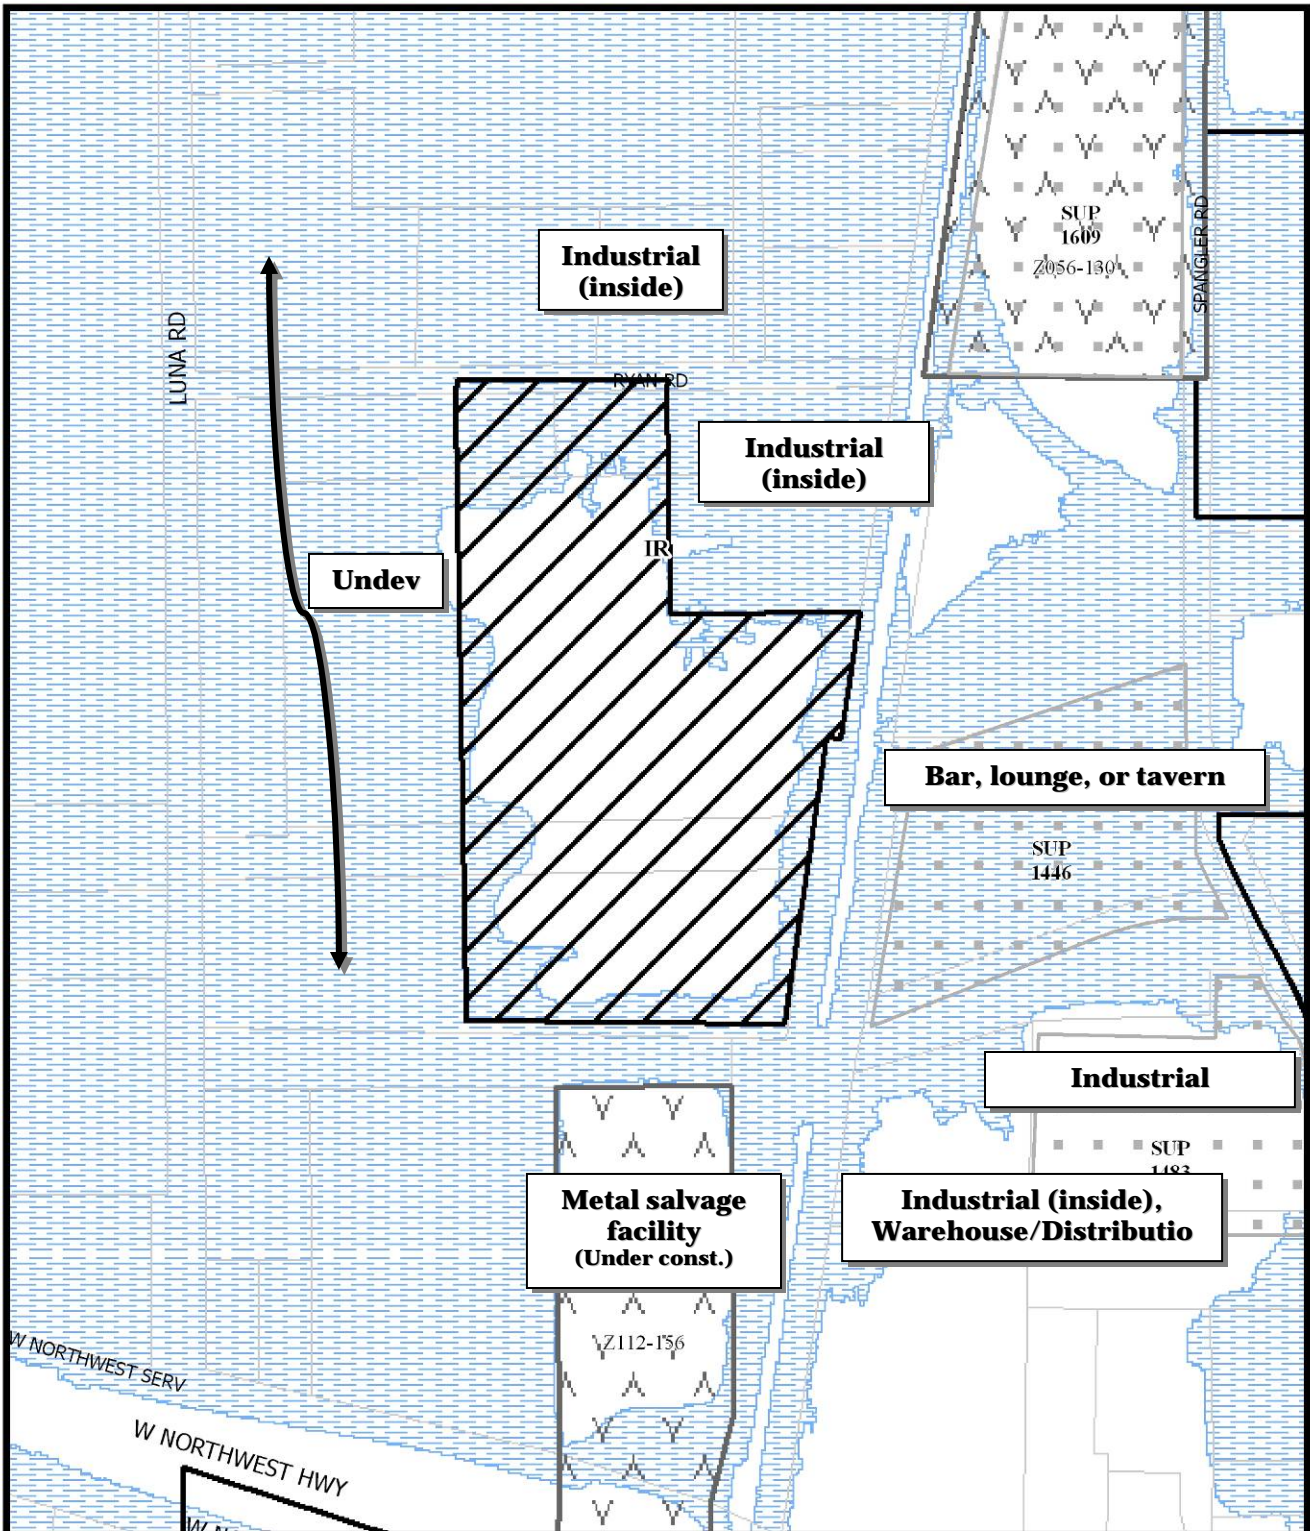 SUP
1609
Z056-130
SPANGLER RD
Industrial
(inside)
LUNA RD
RYAN RD
Industrial
(inside)
IR
Undev
Bar, lounge, or tavern
SUP
1446
Industrial
SUP
1483
Metal salvage
facility
(Under const.)
Industrial (inside),
Warehouse/Distributio
Z112-156
W NORTHWEST SERV
W NORTHWEST HWY